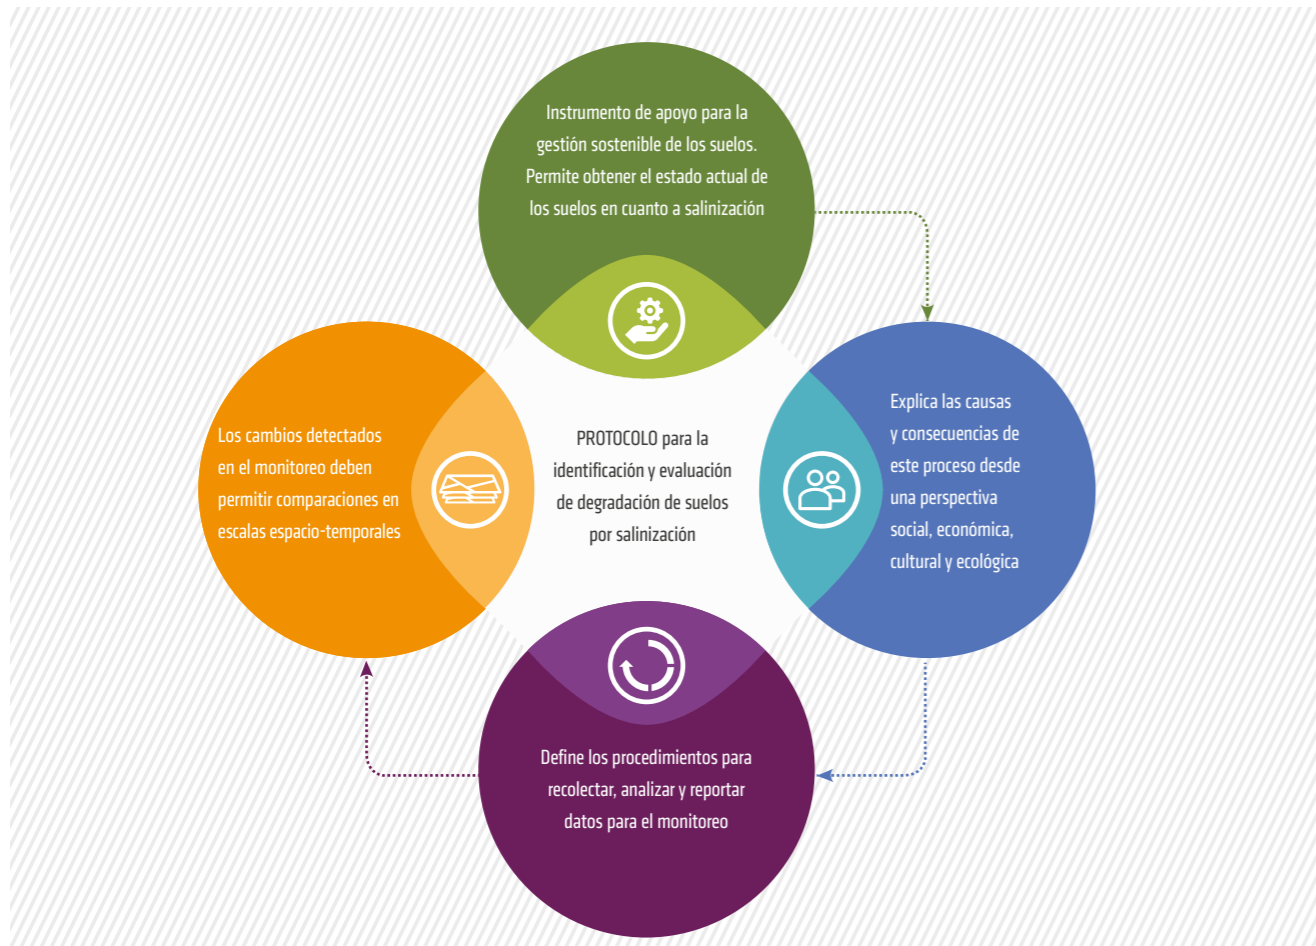 Instrumento de apoyo para la
gestión sostenible de los suelos.
Permite obtener el estado actual de
los suelos en cuanto a salinización
Explica las causas
y consecuencias de
este proceso desde
una perspectiva
social, económica,
cultural y ecológica
PROTOCOLO para la
identificación y evaluación
de degradación de suelos
por salinización
Los cambios detectados
en el monitoreo deben
permitir comparaciones en
escalas espacio-temporales
Define los procedimientos para
recolectar, analizar y reportar
datos para el monitoreo